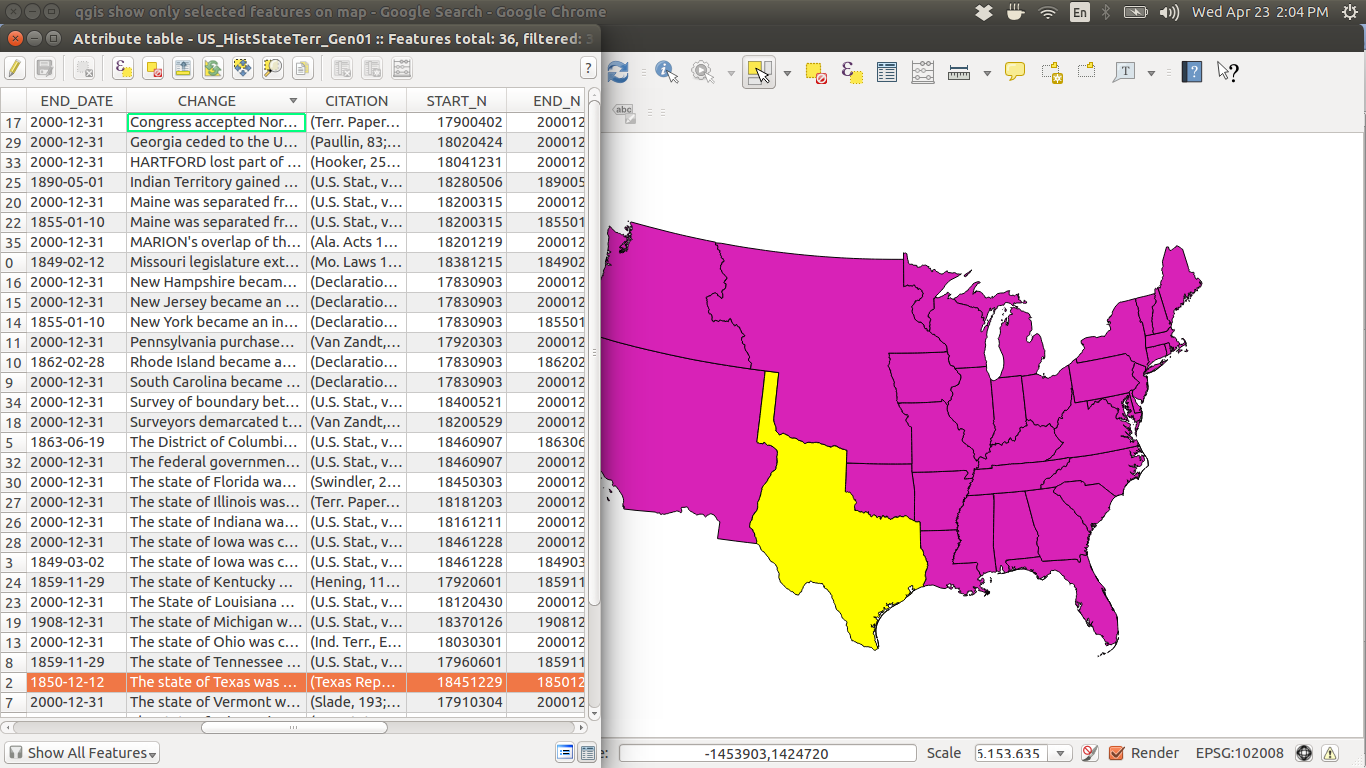 qgis show only selected features on map - Google Search - Google Chrome
En
Wed Apr 23 2:04 PM
Attribute table - US_HistStateTerr_Gen01 :: Features total: 36, filtered: 3
?
?
T
?
abc
END_DATE CHANGE CITATION START_N END_N
17 2000-12-31 Congress accepted Nor... (Terr. Paper... 17900402 200012
29 2000-12-31 Georgia ceded to the U... (Paullin, 83;... 18020424 200012
33 2000-12-31 HARTFORD lost part of ... (Hooker, 25... 18041231 200012
25 1890-05-01 Indian Territory gained ... (U.S. Stat., v... 18280506 189005
20 2000-12-31 Maine was separated fr... (U.S. Stat., v... 18200315 200012
22 1855-01-10 Maine was separated fr... (U.S. Stat., v... 18200315 185501
35 2000-12-31 MARION's overlap of th... (Ala. Acts 1... 18201219 200012
0 1849-02-12 Missouri legislature ext... (Mo. Laws 1... 18381215 184902
16 2000-12-31 New Hampshire becam... (Declaratio... 17830903 200012
15 2000-12-31 New Jersey became an ... (Declaratio... 17830903 200012
14 1855-01-10 New York became an in... (Declaratio... 17830903 185501
11 2000-12-31 Pennsylvania purchase... (Van Zandt,... 17920303 200012
10 1862-02-28 Rhode Island became a... (Declaratio... 17830903 186202
9 2000-12-31 South Carolina became ... (Declaratio... 17830903 200012
34 2000-12-31 Survey of boundary bet... (U.S. Stat., v... 18400521 200012
18 2000-12-31 Surveyors demarcated t... (Van Zandt,... 18200529 200012
5 1863-06-19 The District of Columbi... (U.S. Stat., v... 18460907 186306
32 2000-12-31 The federal governmen... (U.S. Stat., v... 18460907 200012
30 2000-12-31 The state of Florida wa... (Swindler, 2... 18450303 200012
27 2000-12-31 The state of Illinois was... (Terr. Paper... 18181203 200012
26 2000-12-31 The state of Indiana wa... (U.S. Stat., v... 18161211 200012
28 2000-12-31 The state of Iowa was c... (U.S. Stat., v... 18461228 200012
3 1849-03-02 The state of Iowa was c... (U.S. Stat., v... 18461228 184903
24 1859-11-29 The state of Kentucky ... (Hening, 11... 17920601 185911
23 2000-12-31 The State of Louisiana ... (U.S. Stat., v... 18120430 200012
19 1908-12-31 The state of Michigan w... (U.S. Stat., v... 18370126 190812
13 2000-12-31 The state of Ohio was c... (Ind. Terr., E... 18030301 200012
8 1859-11-29 The state of Tennessee ... (U.S. Stat., v... 17960601 185911
2 1850-12-12 The state of Texas was ... (Texas Rep... 18451229 185012
7 2000-12-31 The state of Vermont w... (Slade, 193;... 17910304 200012
Show All Features
e: -1453903,1424720 Scale 5.153.635 Render EPSG:102008